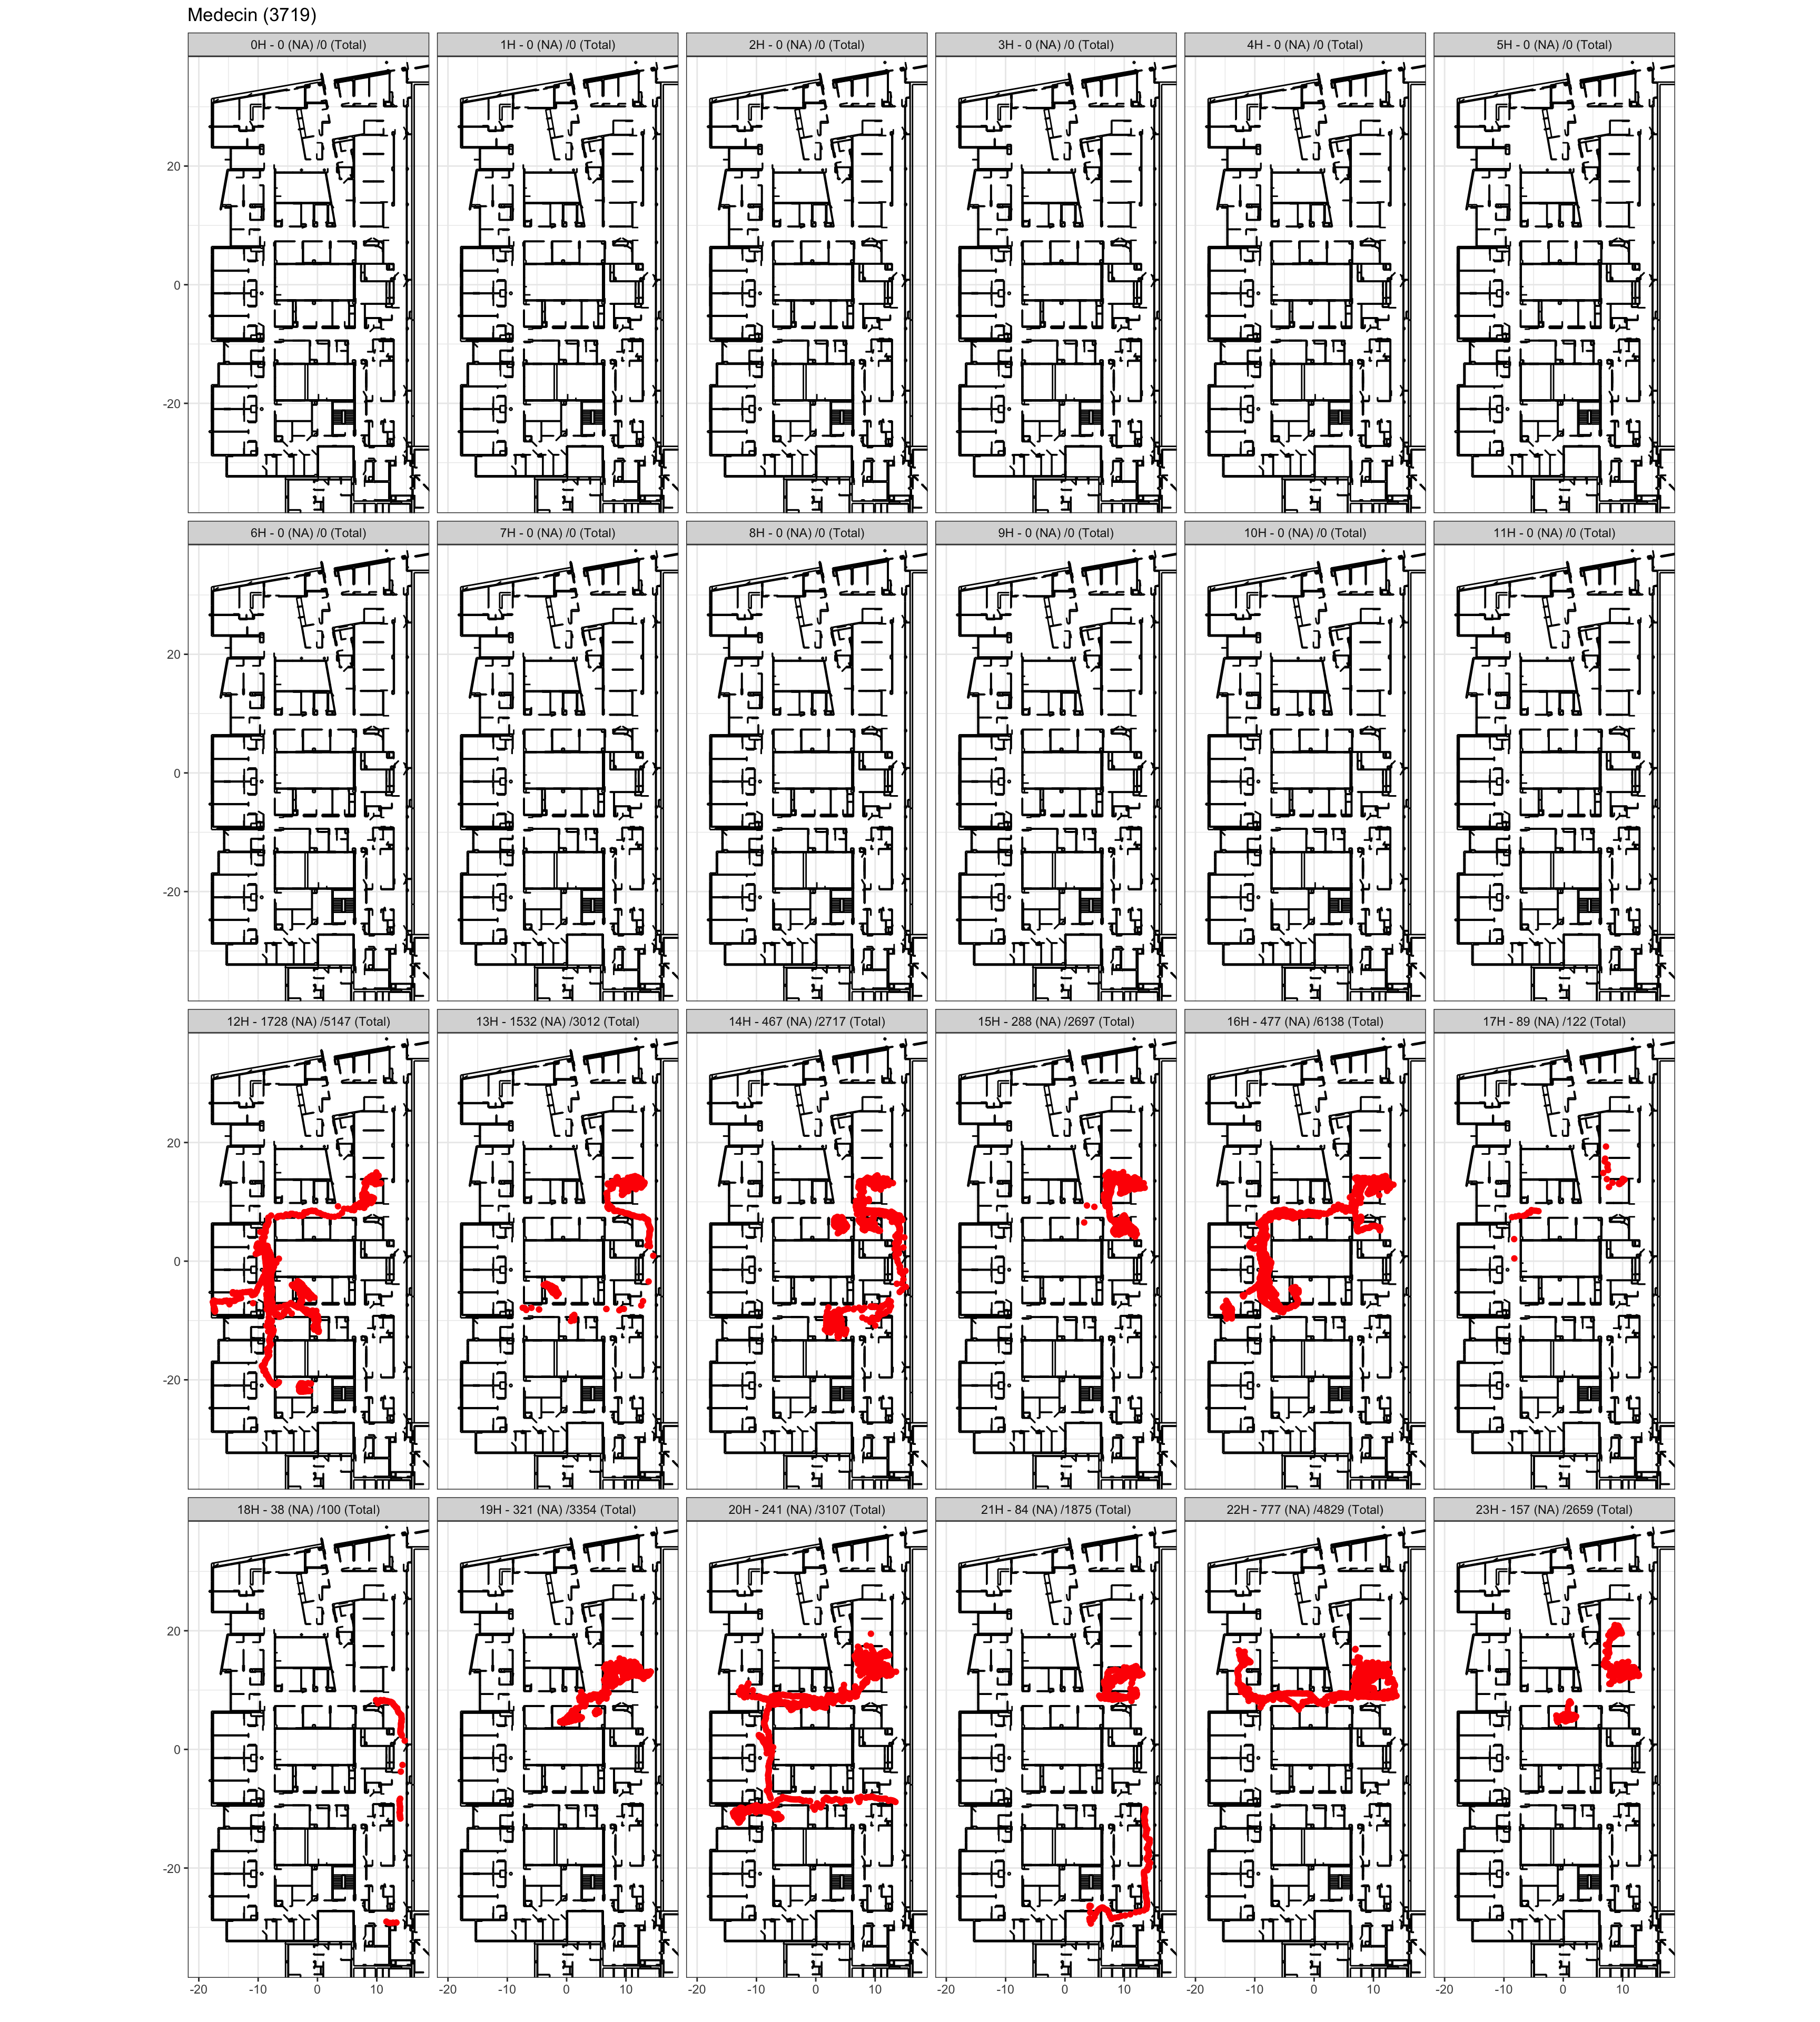 Medecin (3719)
0H - 0 (NA) /0 (Total) 1H - 0 (NA) /0 (Total) 2H - 0 (NA) /0 (Total) 3H - 0 (NA) /0 (Total) 4H - 0 (NA) /0 (Total) 5H - 0 (NA) /0 (Total)
20
0
-20
6H - 0 (NA) /0 (Total) 7H - 0 (NA) /0 (Total) 8H - 0 (NA) /0 (Total) 9H - 0 (NA) /0 (Total) 10H - 0 (NA) /0 (Total) 11H - 0 (NA) /0 (Total)
20
0
-20
12H - 1728 (NA) /5147 (Total) 13H - 1532 (NA) /3012 (Total) 14H - 467 (NA) /2717 (Total) 15H - 288 (NA) /2697 (Total) 16H - 477 (NA) /6138 (Total) 17H - 89 (NA) /122 (Total)
20
0
-20
18H - 38 (NA) /100 (Total) 19H - 321 (NA) /3354 (Total) 20H - 241 (NA) /3107 (Total) 21H - 84 (NA) /1875 (Total) 22H - 777 (NA) /4829 (Total) 23H - 157 (NA) /2659 (Total)
20
0
-20
-20 -10 0 10 -20 -10 0 10 -20 -10 0 10 -20 -10 0 10 -20 -10 0 10 -20 -10 0 10